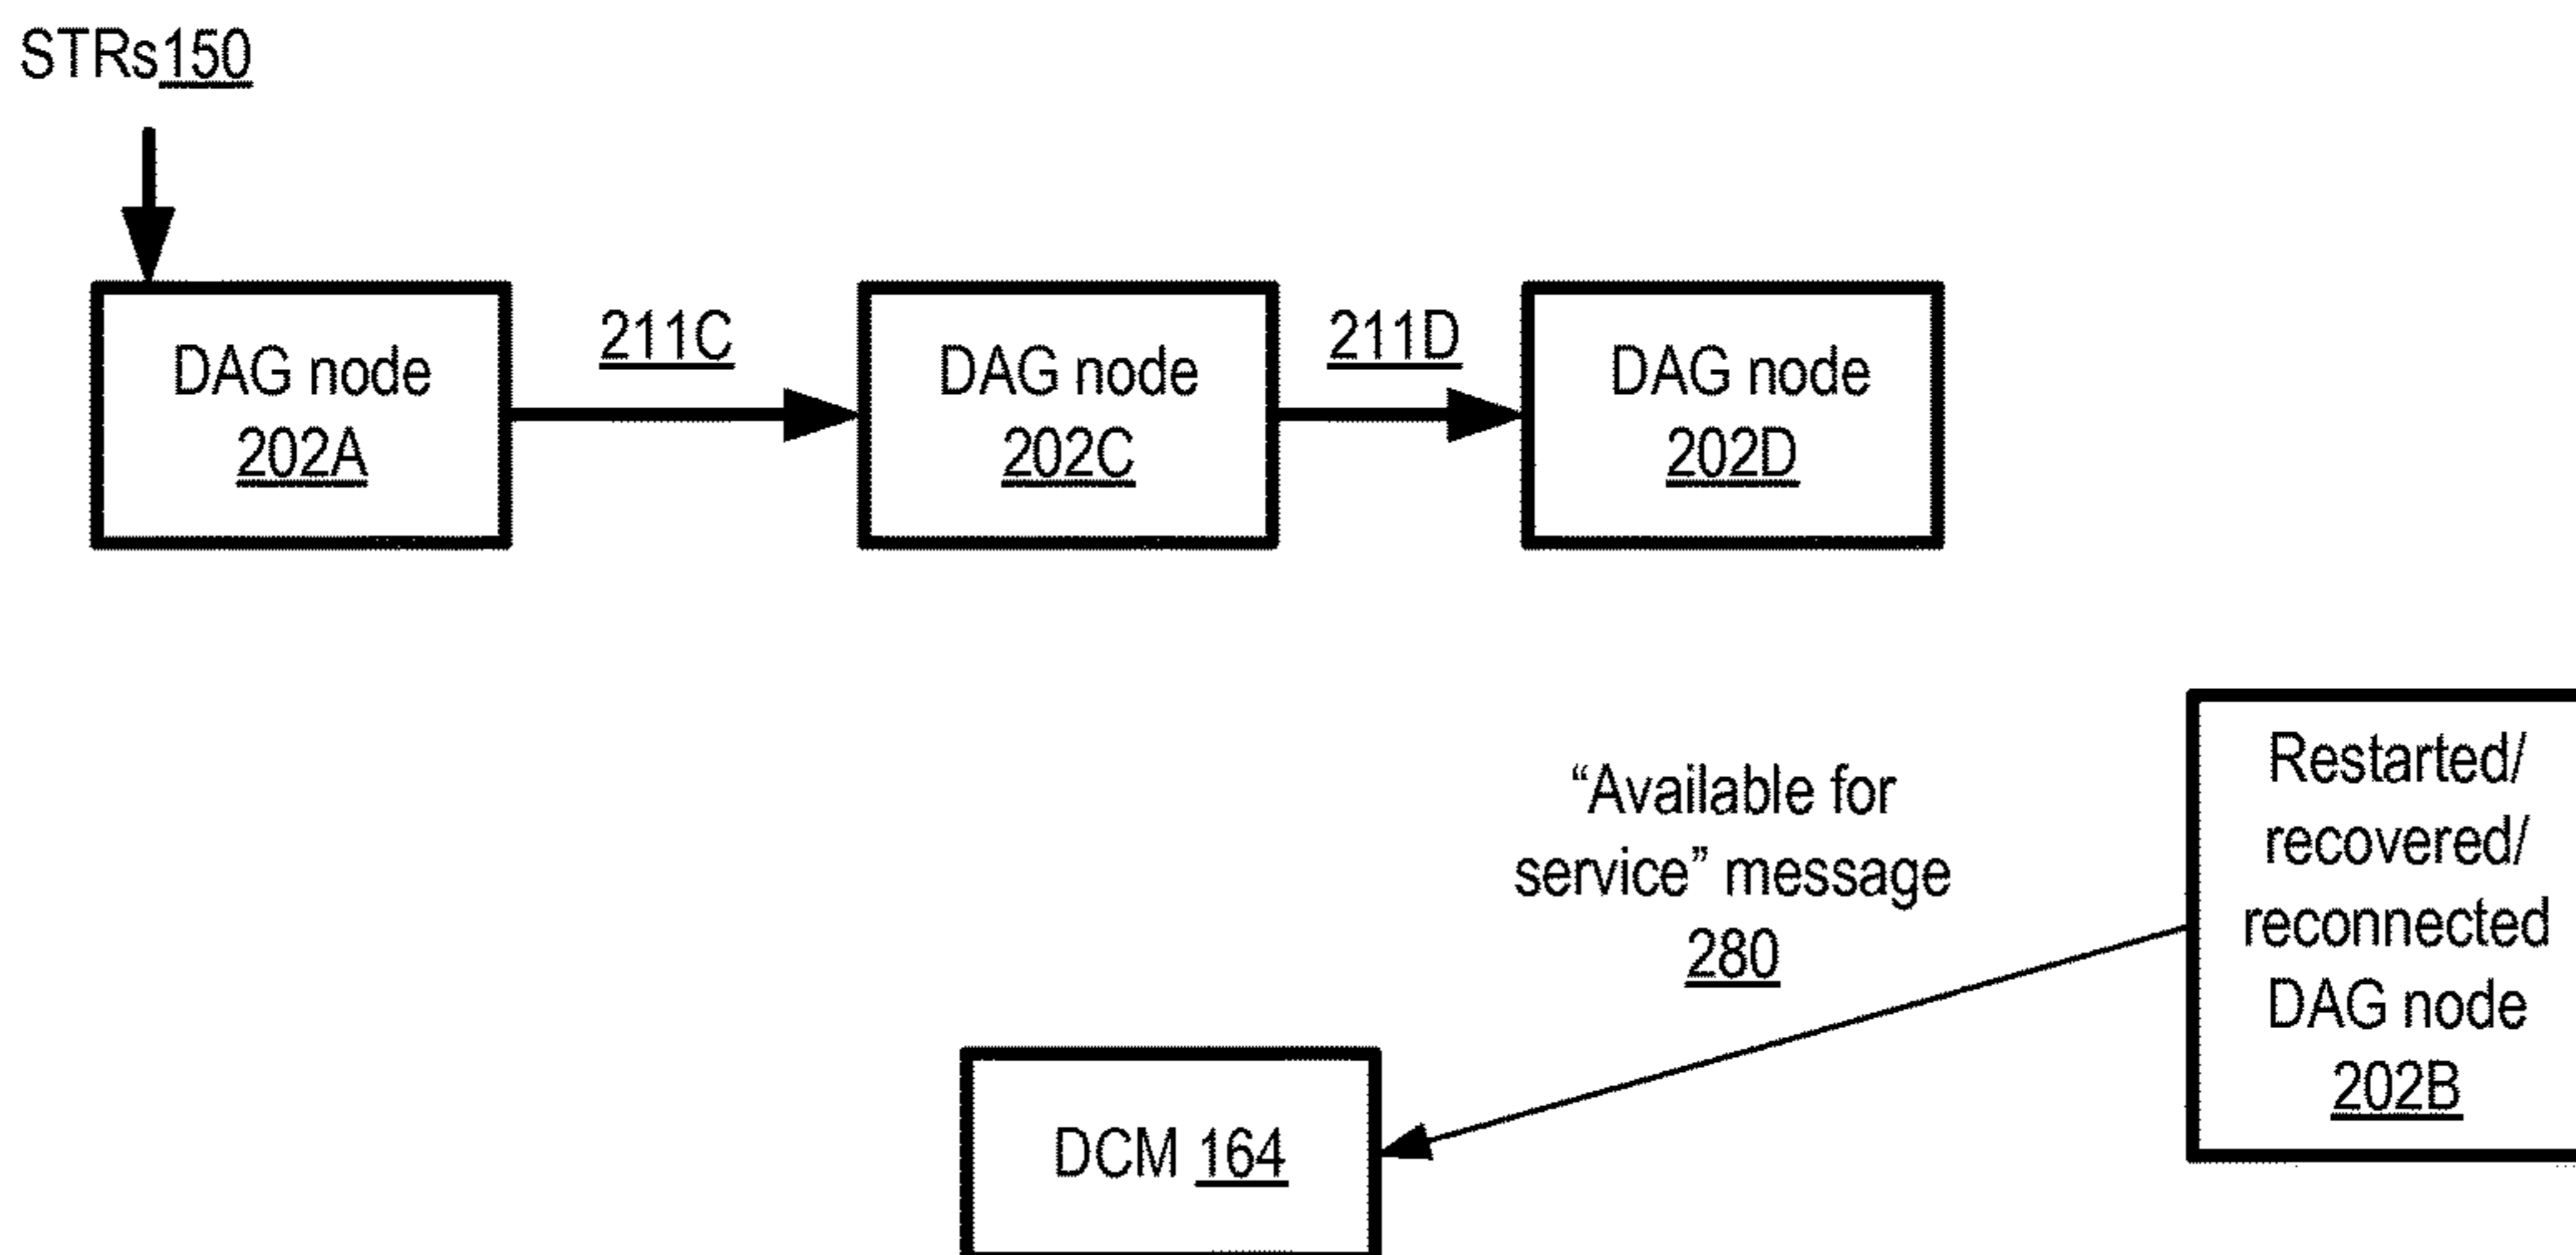 STRs150
211C
211D
DAG node
202A
DAG node
202C
DAG node
202D
“Available for
service” message
280
Restarted/
recovered/
reconnected
DAG node
202B
DCM 164